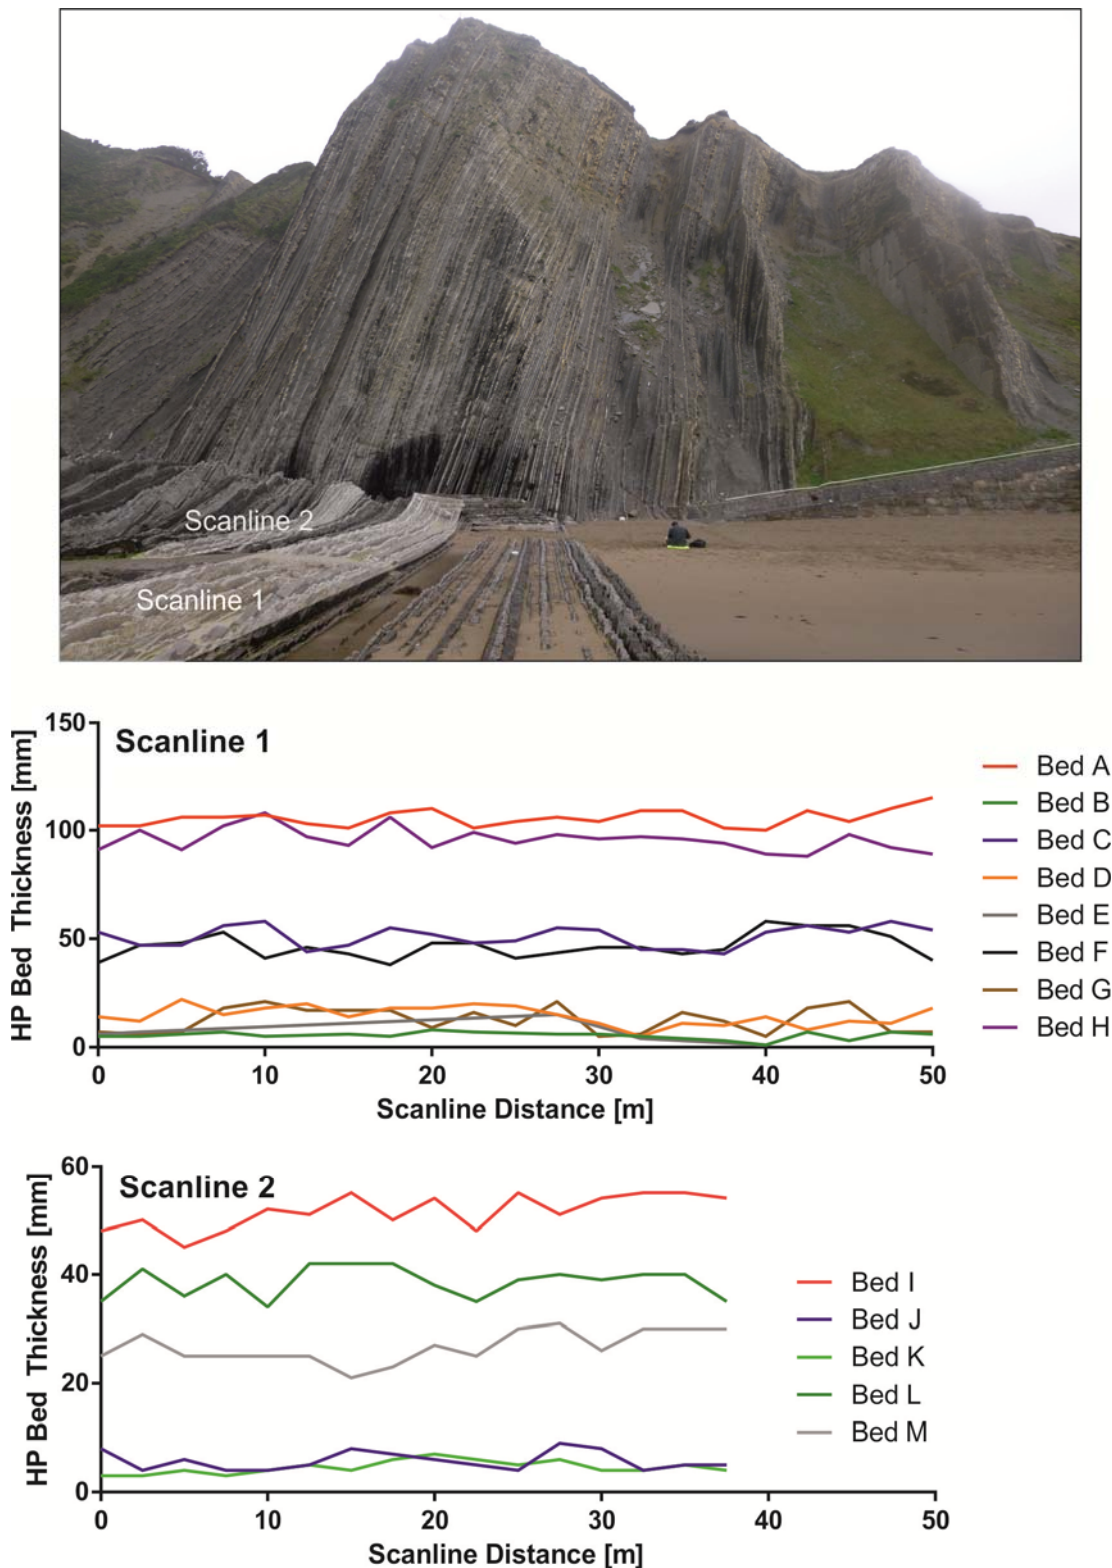 Scanline 2
Scanline 1
Scanline 1
HP Bed Thickness [mm]
150
100
50
0
0 10 20 30 40 50
Scanline Distance [m]
Bed A
Bed B
Bed C
Bed D
Bed E
Bed F
Bed G
Bed H
Scanline 2
HP Bed Thickness [mm]
60
40
20
0
0 10 20 30 40 50
Scanline Distance [m]
Bed I
Bed J
Bed K
Bed L
Bed M